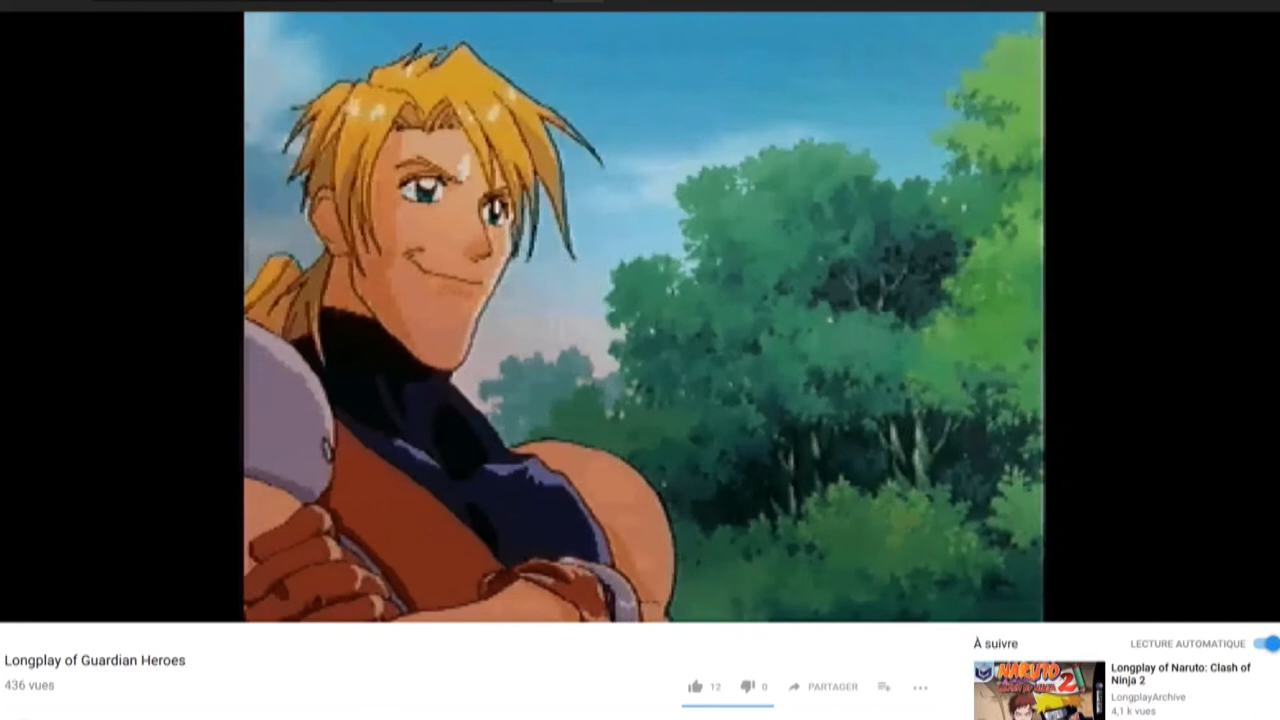 Longplay of Guardian Heroes
436 vues
12
0
PARTAGER
À suivre
LECTURE AUTOMATIQUE
NARUTO
2
Longplay of Naruto: Clash of
Ninja 2
LongplayArchive
4,1 k vues